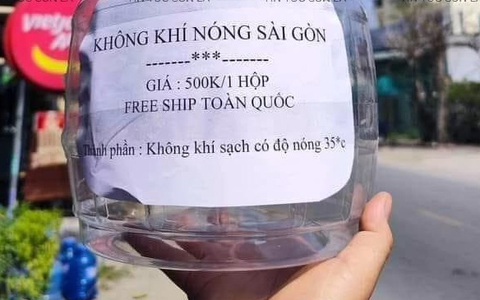 KHÔNG KHÍ NÓNG SÀI GÒN
-------***-------
GIÁ : 500K/1 HỘP
FREE SHIP TOÀN QUỐC
Thành phần : Không khí sạch có độ nóng 35*c